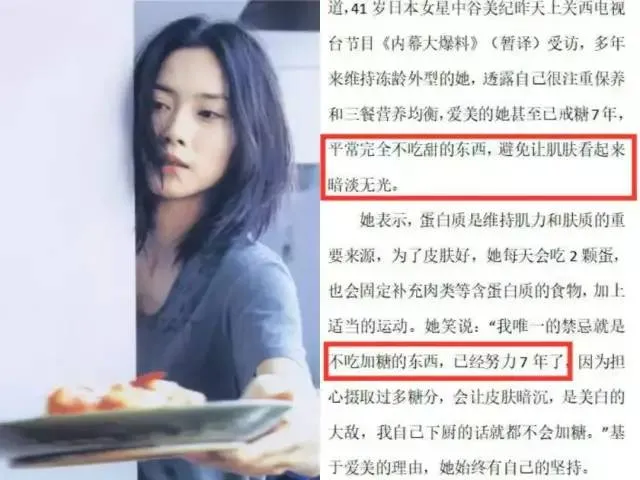 道，41 岁日本女星中谷美纪昨天上关西电视
台节目《内幕大爆料》（暂译）受访，多年
来维持冻龄外型的她，透露自己很注重保养
和三餐营养均衡，爱美的她甚至已戒糖 7 年，
平常完全不吃甜的东西，避免让肌肤看起来
暗淡无光。
她表示，蛋白质是维持肌力和肤质的重
要来源，为了皮肤好，她每天会吃 2 颗蛋，
也会固定补充肉类等含蛋白质的食物，加上
适当的运动。她笑说：“我唯一的禁忌就是
不吃加糖的东西，已经努力 7 年了，因为担
心摄取过多糖分，会让皮肤暗沉，是美白的
大敌，我自己下厨的话就都不会加糖。”基
于爱美的理由，她始终有自己的坚持。